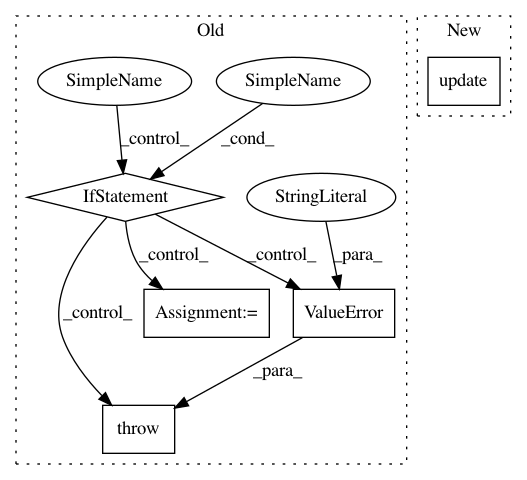 Old
New
SimpleName
SimpleName
update
_control_
_cond_
IfStatement
StringLiteral
_control_
_control_
_para_
_control_
Assignment:=
ValueError
_para_
throw